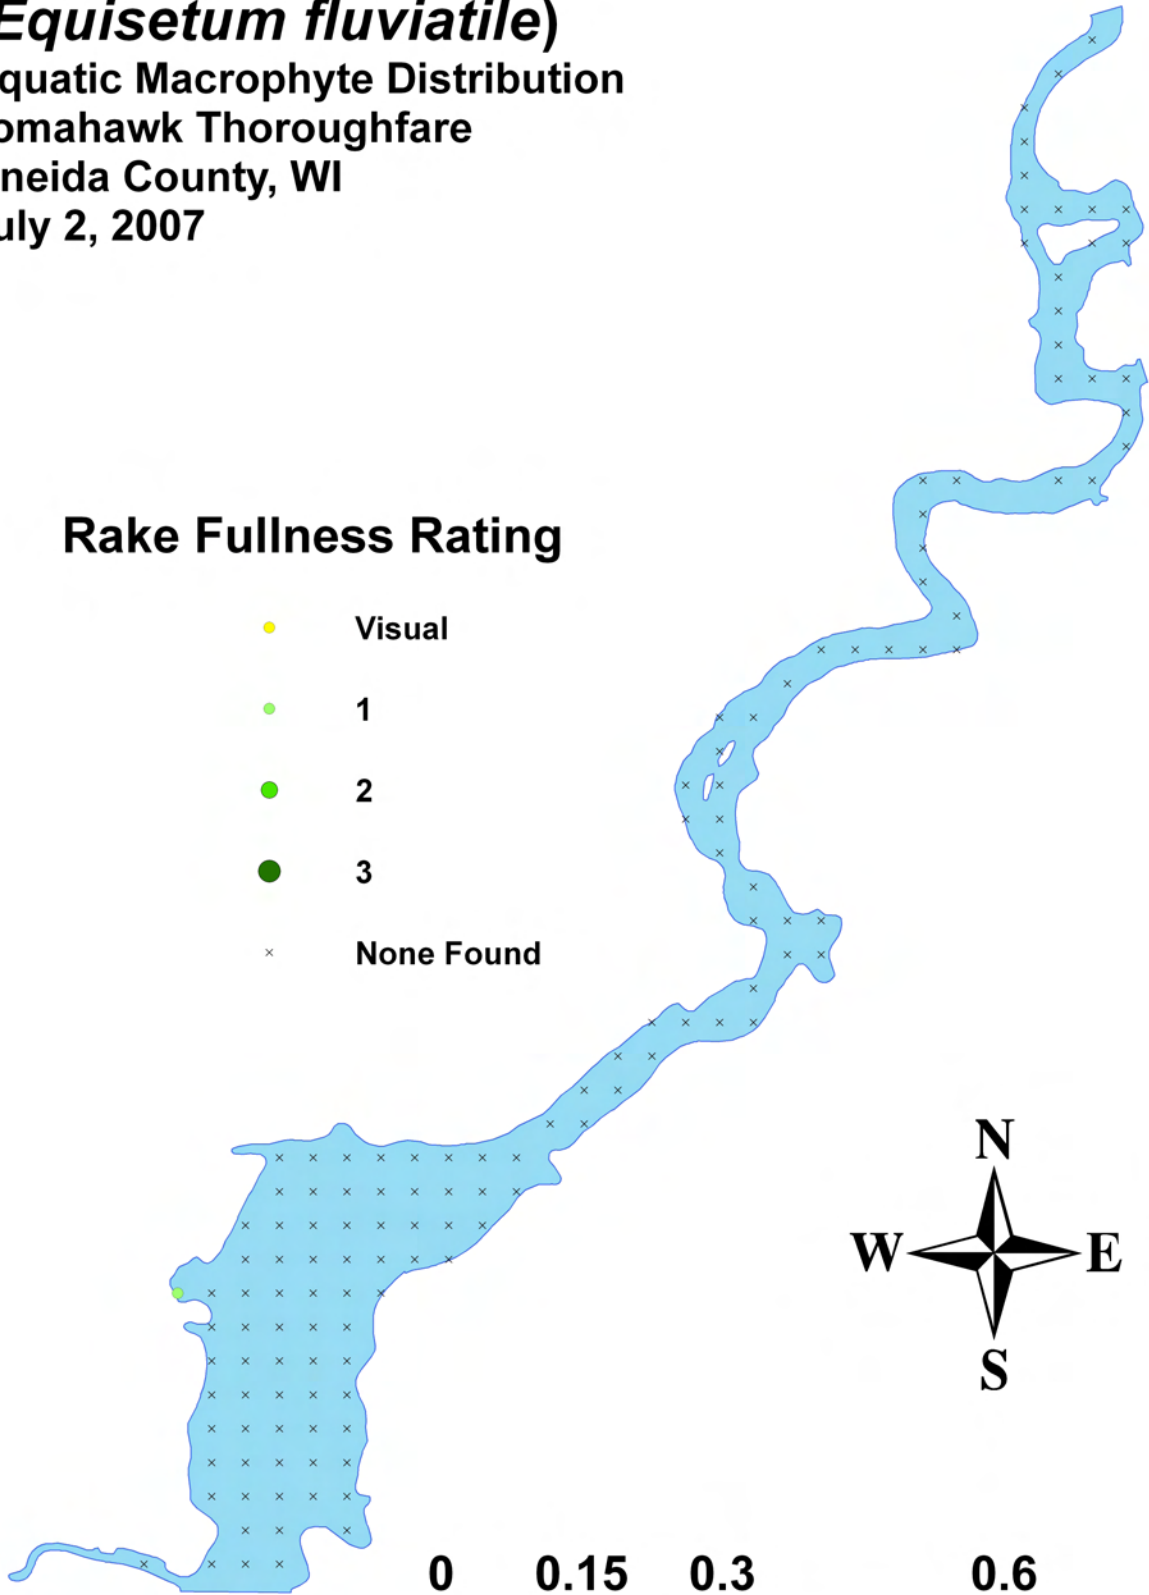 Equisetum fluviatile)
quatic Macrophyte Distribution
omahawk Thoroughfare
neida County, WI
uly 2, 2007
Rake Fullness Rating
Visual
1
2
3
None Found
N
W E
S
0 0.15 0.3 0.6